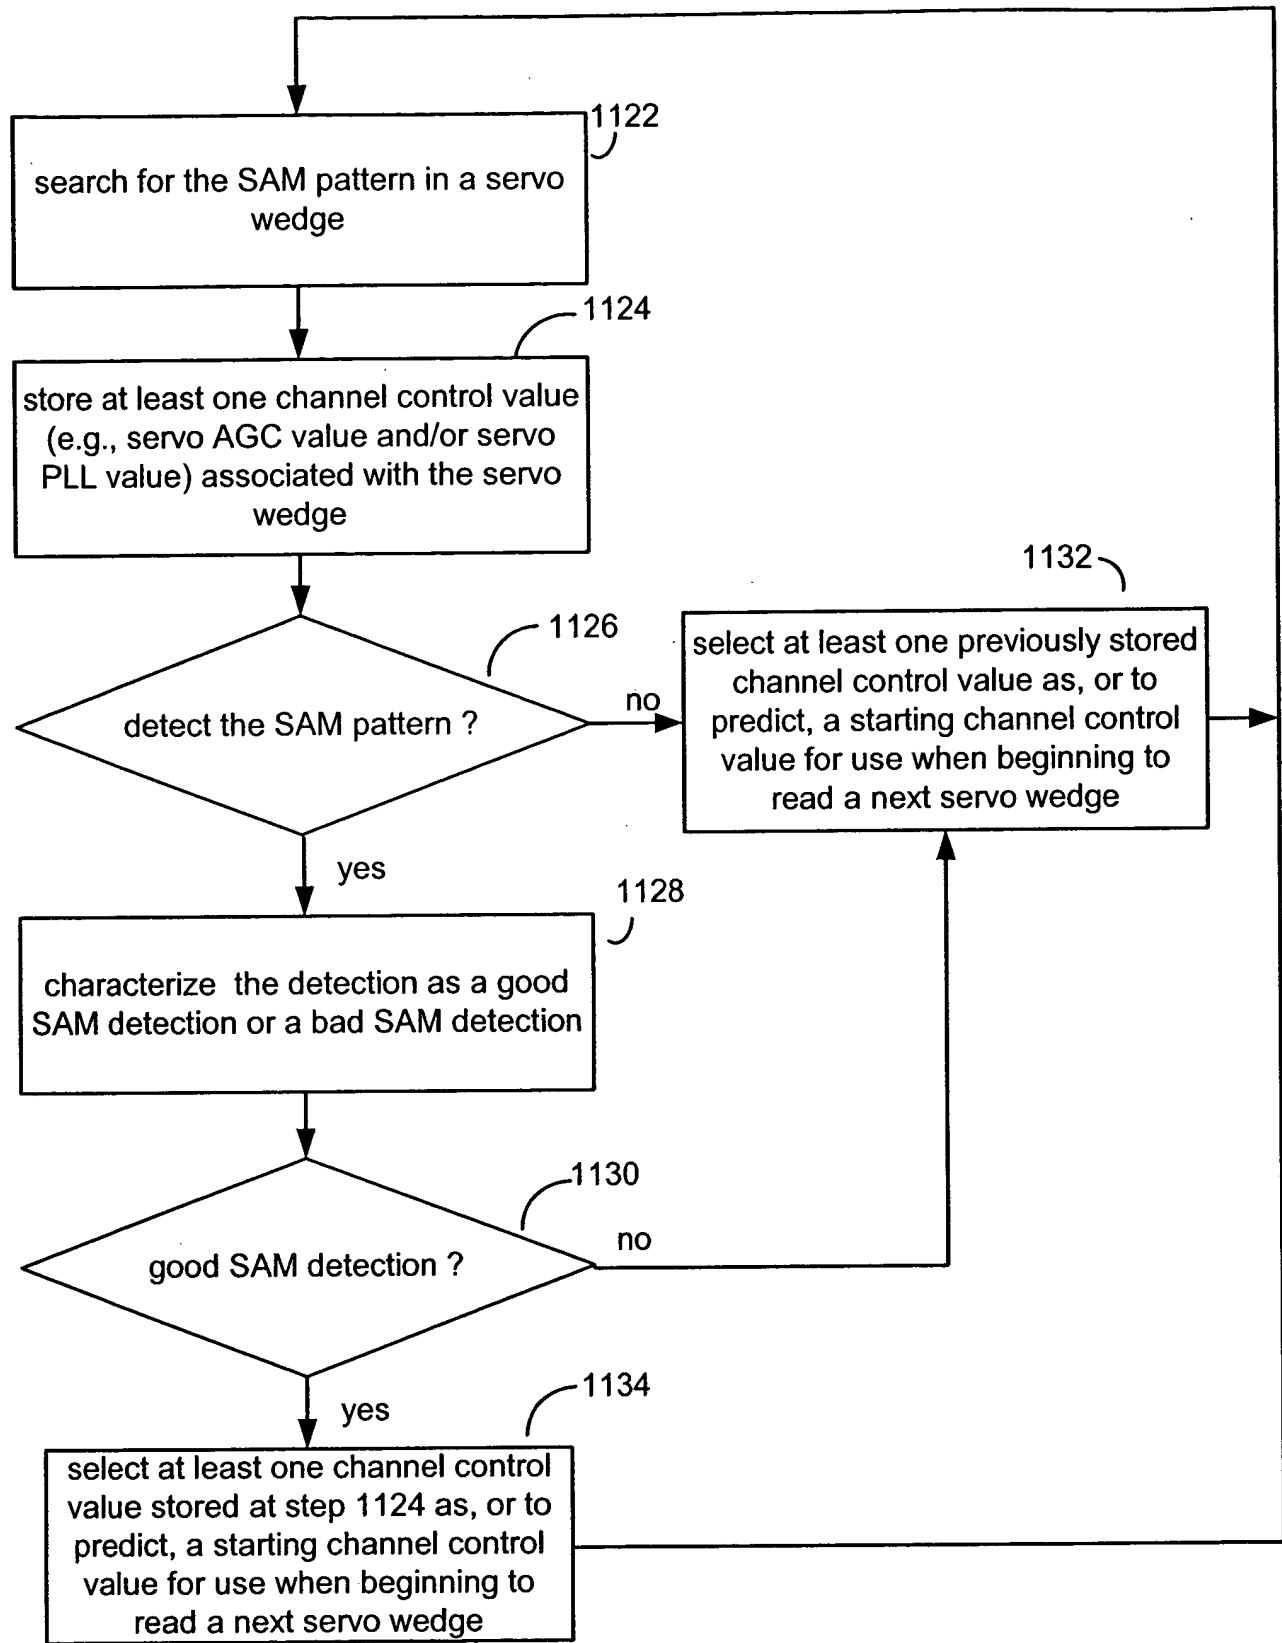 1122
search for the SAM pattern in a servo
wedge
1124
store at least one channel control value
(e.g., servo AGC value and/or servo
PLL value) associated with the servo
wedge
1126
detect the SAM pattern ?
no
yes
1132
select at least one previously stored
channel control value as, or to
predict, a starting channel control
value for use when beginning to
read a next servo wedge
1128
characterize the detection as a good
SAM detection or a bad SAM detection
1130
good SAM detection ?
no
yes
1134
select at least one channel control
value stored at step 1124 as, or to
predict, a starting channel control
value for use when beginning to
read a next servo wedge